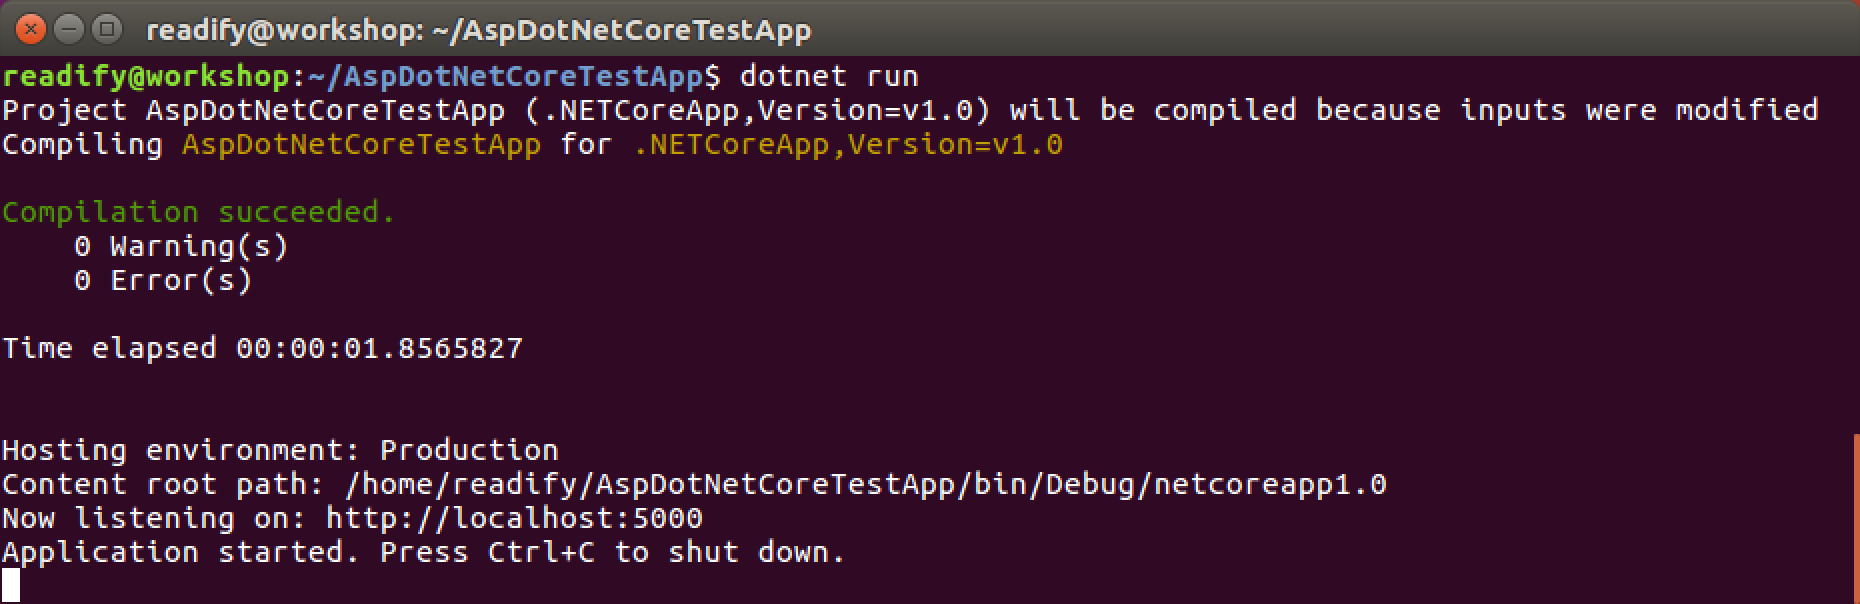 readify@workshop: ~/AspDotNetCoreTestApp
readify@workshop:~/AspDotNetCoreTestApp$ dotnet run
Project AspDotNetCoreTestApp (.NETCoreApp,Version=v1.0) will be compiled because inputs were modified
Compiling AspDotNetCoreTestApp for .NETCoreApp,Version=v1.0
Compilation succeeded.
0 Warning(s)
0 Error(s)
Time elapsed 00:00:01.8565827
Hosting environment: Production
Content root path: /home/readify/AspDotNetCoreTestApp/bin/Debug/netcoreapp1.0
Now listening on: http://localhost:5000
Application started. Press Ctrl+C to shut down.